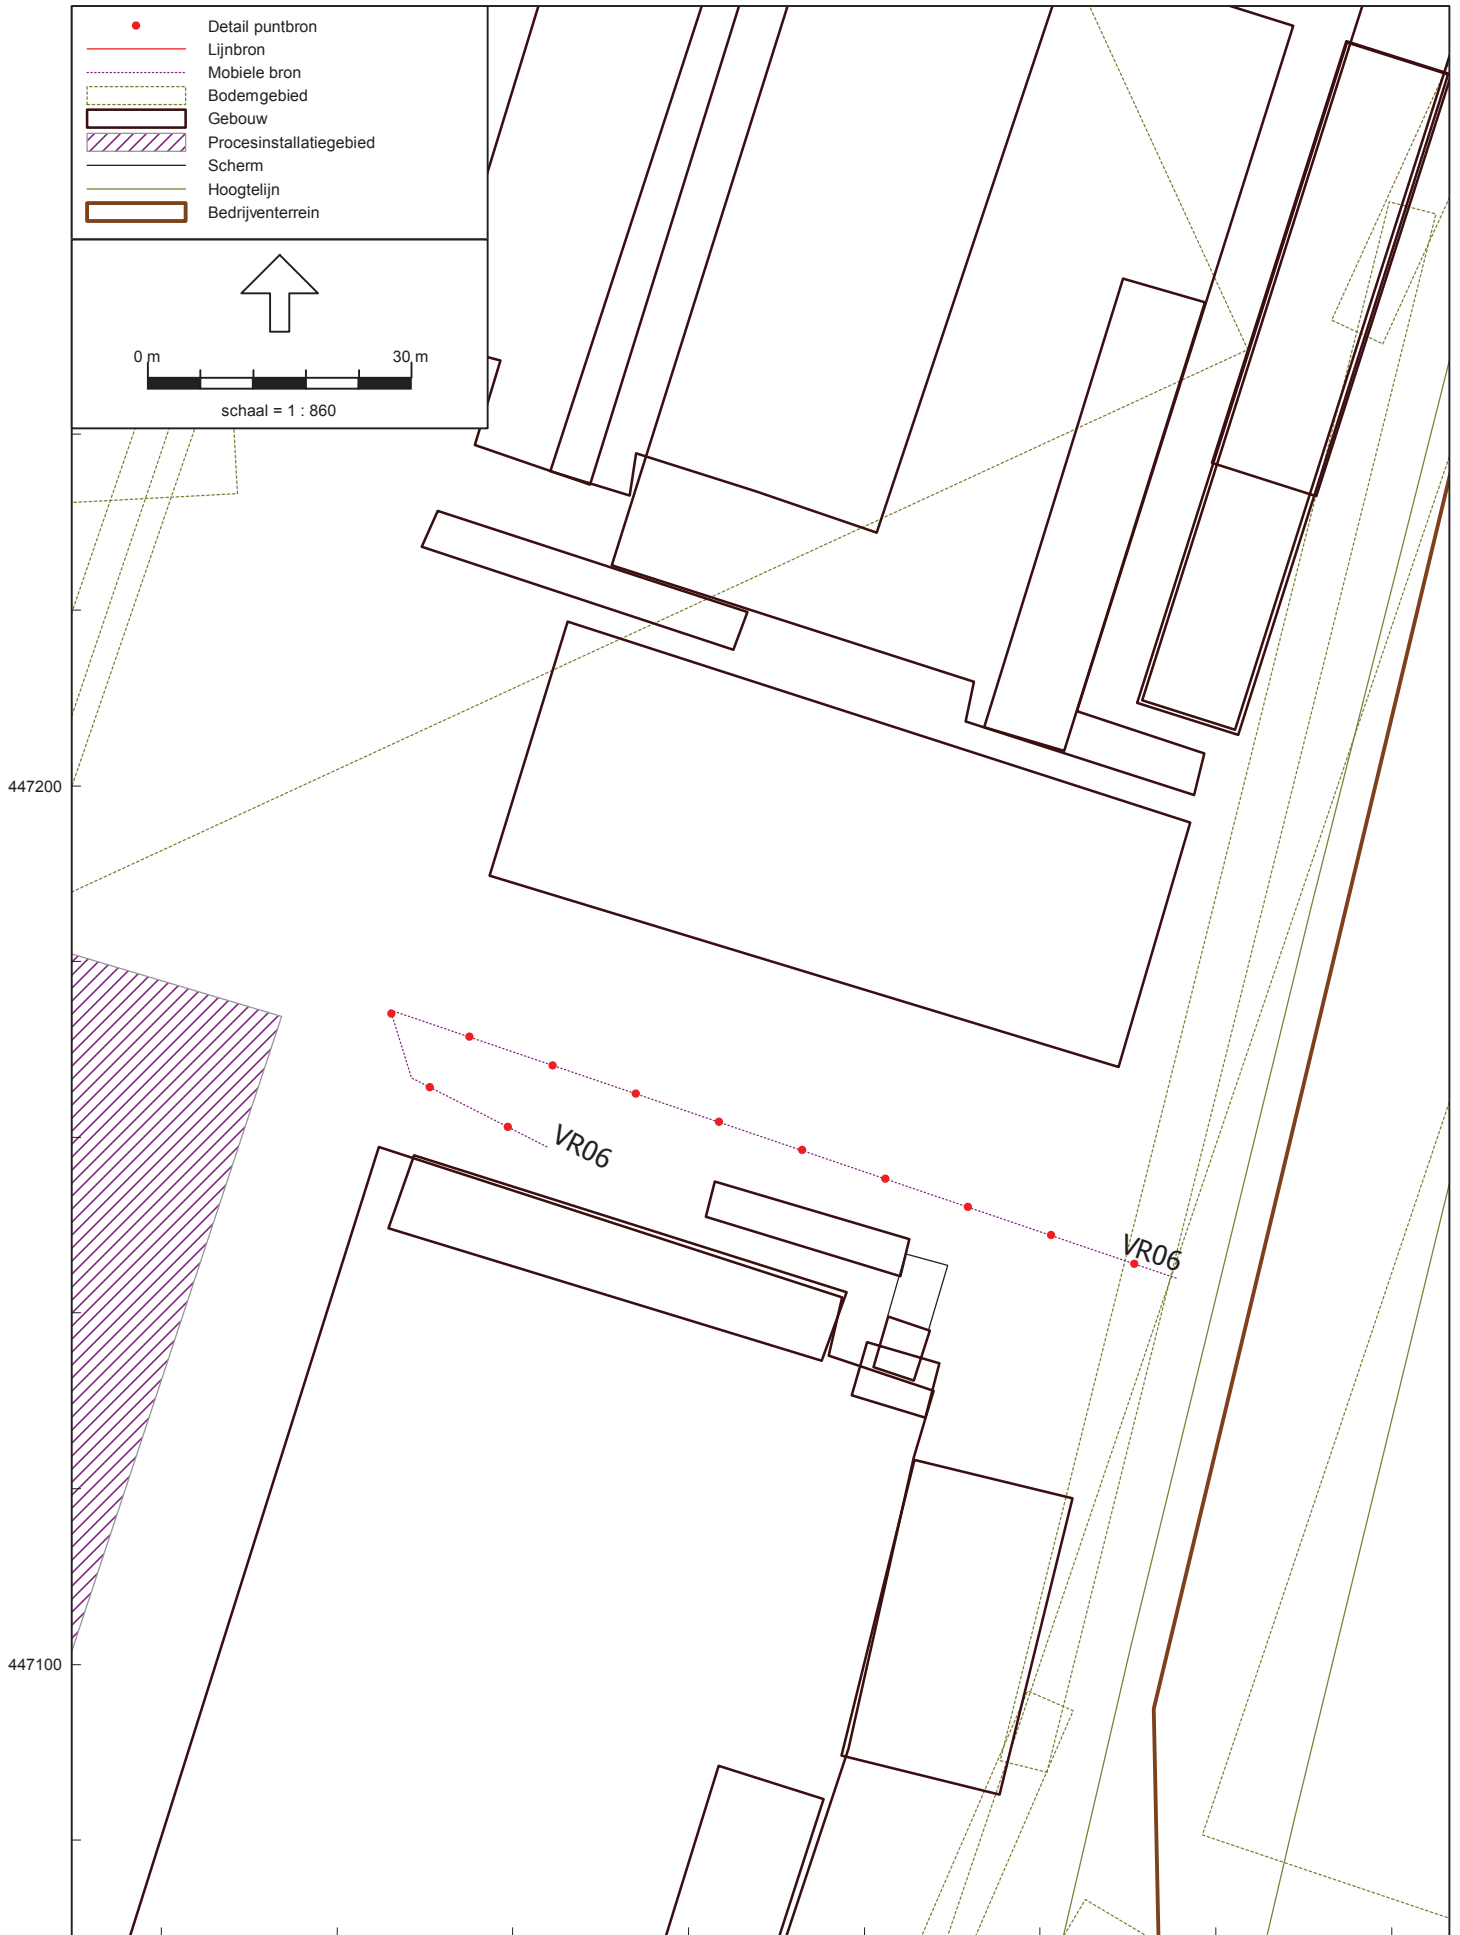 Detail puntbron
Lijnbron
Mobiele bron
Bodemgebied
Gebouw
Procesinstallatiegebied
Scherm
Hoogtelijn
Bedrijventerrein
0 m 30 m
schaal = 1 : 860
447200
VR06
VR06
447100